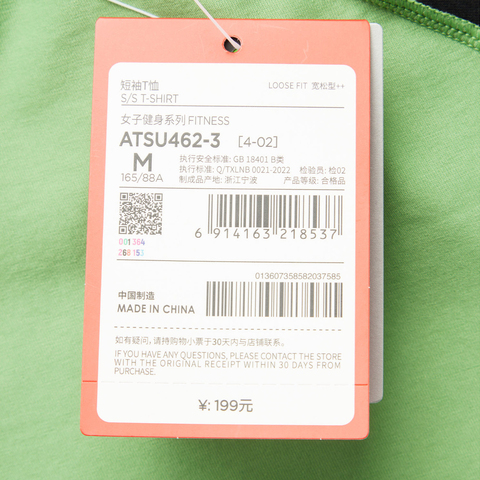 短袖T恤
S/S T-SHIRT
LOOSE FIT 宽松型++
女子健身系列 FITNESS
ATSU462-3 [4-02]
M
165/88A
执行安全标准: GB 18401 B类
执行标准: Q/TXLNB 0021-2022 检验员: 检02
制成品产地: 浙江宁波 产品等级: 合格品
001364
268153
6 914163 218537
013607358582037585
中国制造
MADE IN CHINA
如有疑问,请持购物小票于30天内与店铺联系。
IF YOU HAVE ANY QUESTIONS, PLEASE CONTACT THE STORE
WITH THE ORIGINAL RECEIPT WITHIN 30 DAYS FROM
PURCHASE.
¥: 199元